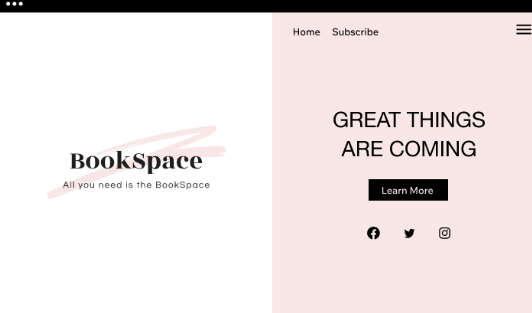 BookSpace
All you need is the BookSpace
Home Subscribe
GREAT THINGS
ARE COMING
Learn More